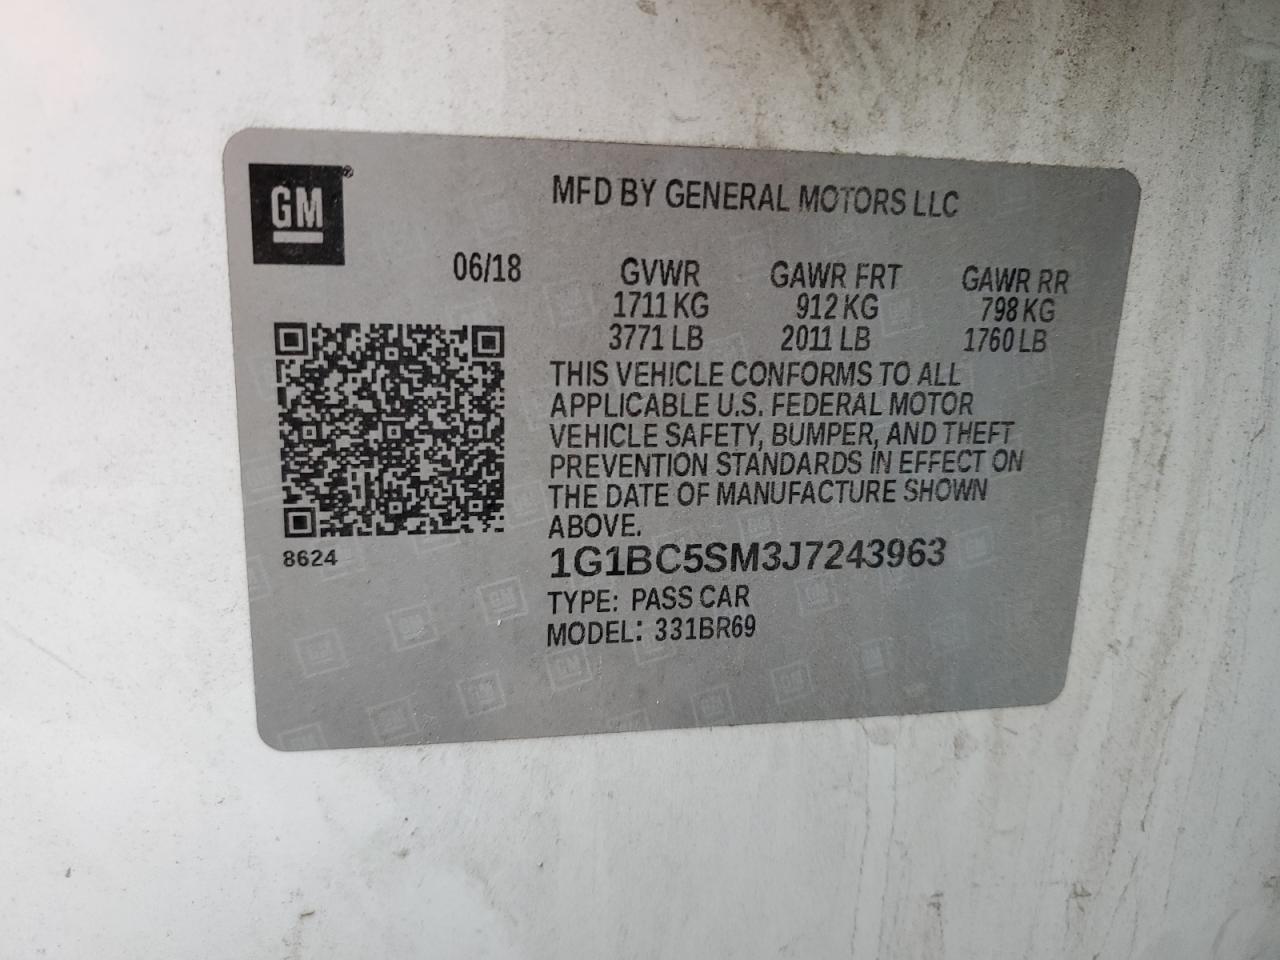 GM®
MFD BY GENERAL MOTORS LLC
06/18 GVWR GAWR FRT GAWR RR
1711 KG 912 KG 798 KG
3771 LB 2011 LB 1760 LB
THIS VEHICLE CONFORMS TO ALL
APPLICABLE U.S. FEDERAL MOTOR
VEHICLE SAFETY, BUMPER, AND THEFT
PREVENTION STANDARDS IN EFFECT ON
THE DATE OF MANUFACTURE SHOWN
ABOVE.
8624
1G1BC5SM3J7243963
TYPE: PASS CAR
MODEL: 331BR69